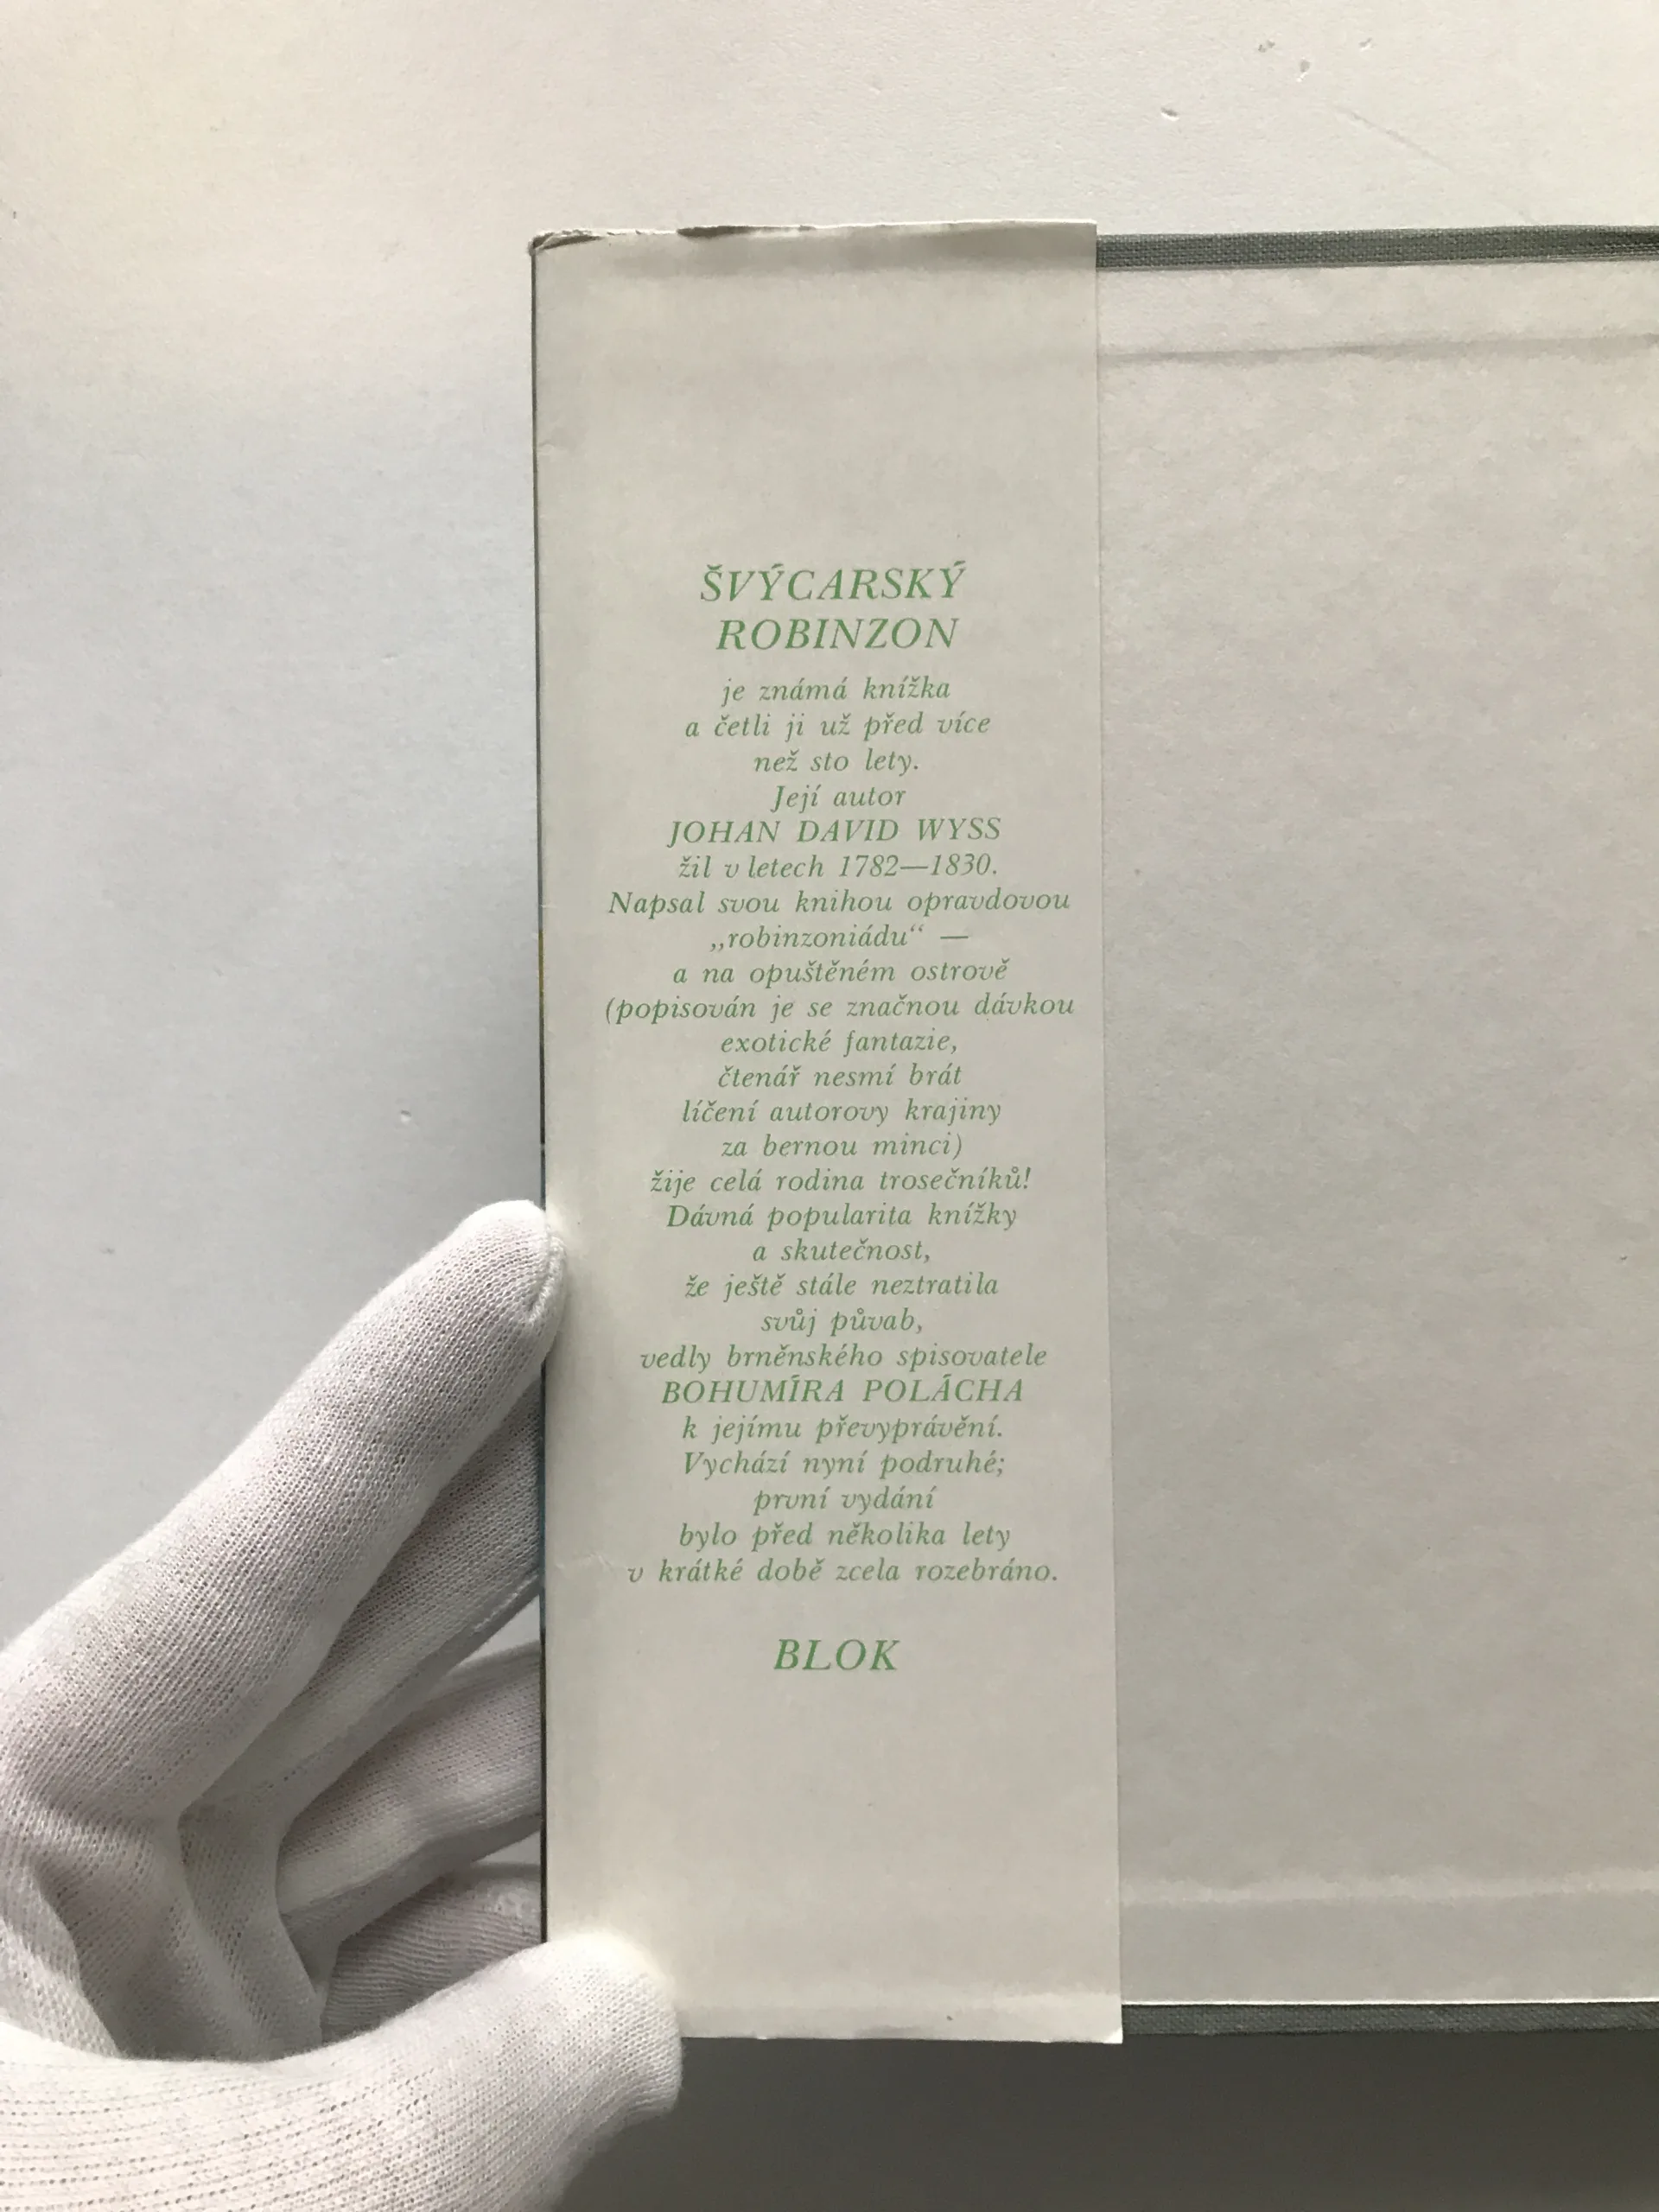 ŠVÝCARSKÝ
ROBINZON
je známá knížka
a četli ji už před více
než sto lety.
Její autor
JOHAN DAVID WYSS
žil v letech 1782—1830.
Napsal svou knihou opravdovou
„robinzoniádu“ —
a na opuštěném ostrově
(popisován je se značnou dávkou
exotické fantazie,
čtenář nesmí brát
líčení autorovy krajiny
za bernou minci)
žije celá rodina trosečníků!
Dávná popularita knížky
a skutečnost,
že ještě stále neztratila
svůj půvab,
vedly brněnského spisovatele
BOHUMÍRA POLÁCHA
k jejímu převyprávění.
Vychází nyní podruhé;
první vydání
bylo před několika lety
v krátké době zcela rozebráno.
BLOK